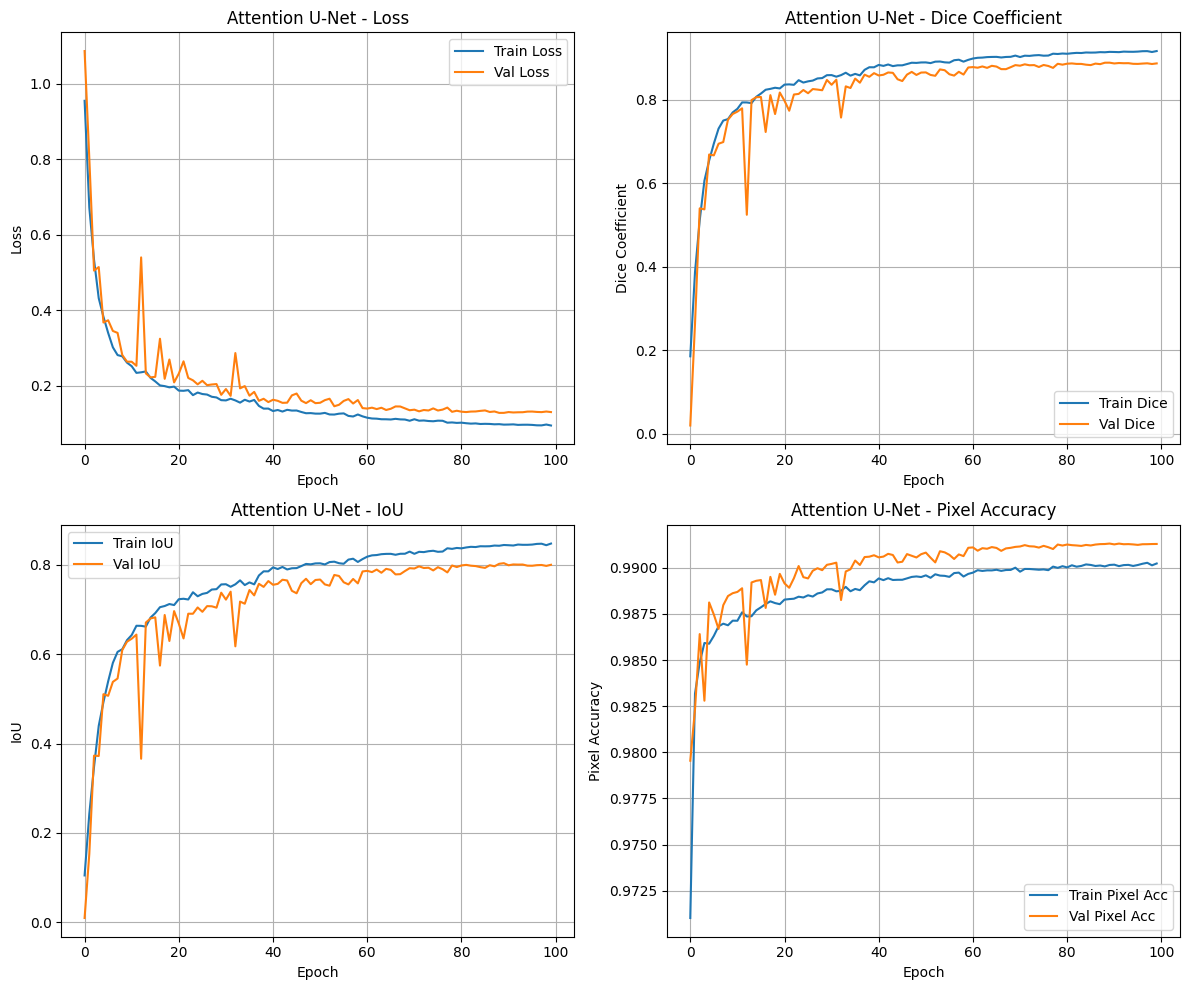 Attention U-Net - Loss
Train Loss
Val Loss
1.0
0.8
0.6
0.4
0.2
Loss
0
20
40
60
80
100
Epoch
Attention U-Net - Dice Coefficient
0.8
0.6
0.4
0.2
0.0
Dice Coefficient
Train Dice
Val Dice
0
20
40
60
80
100
Epoch
Attention U-Net - IoU
Train IoU
Val IoU
0.8
0.6
0.4
0.2
0.0
IoU
0
20
40
60
80
100
Epoch
Attention U-Net - Pixel Accuracy
0.9900
0.9875
0.9850
0.9825
0.9800
0.9775
0.9750
0.9725
Pixel Accuracy
Train Pixel Acc
Val Pixel Acc
0
20
40
60
80
100
Epoch